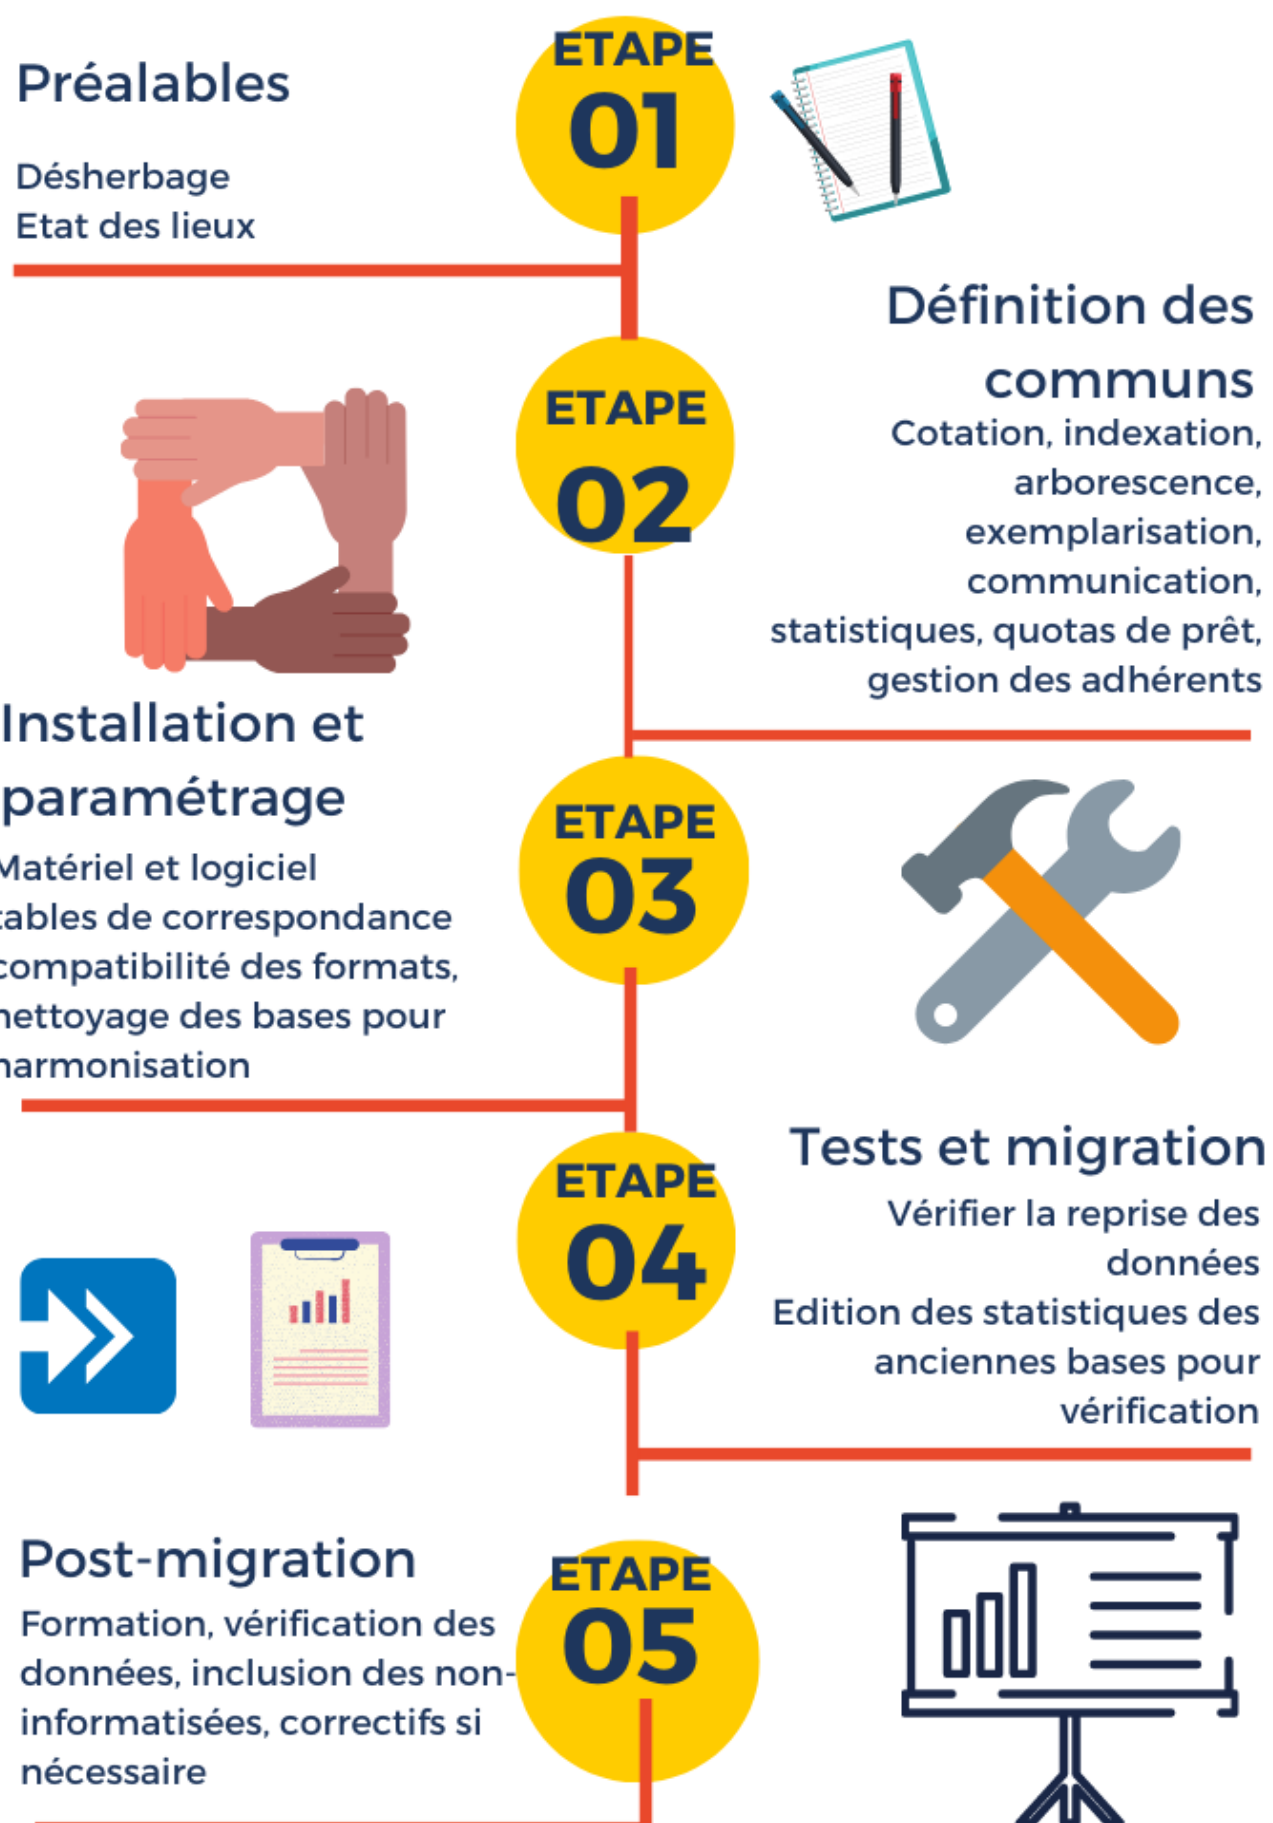 ETAPE
01
Préalables
Désherbage
Etat des lieux
ETAPE
02
Définition des
communs
Cotation, indexation,
arborescence,
exemplarisation,
communication,
statistiques, quotas de prêt,
gestion des adhérents
ETAPE
03
Installation et
paramétrage
Matériel et logiciel
tables de correspondance
compatibilité des formats,
nettoyage des bases pour
harmonisation
ETAPE
04
Tests et migration
Vérifier la reprise des
données
Edition des statistiques des
anciennes bases pour
vérification
ETAPE
05
Post-migration
Formation, vérification des
données, inclusion des non-
informatisées, correctifs si
nécessaire